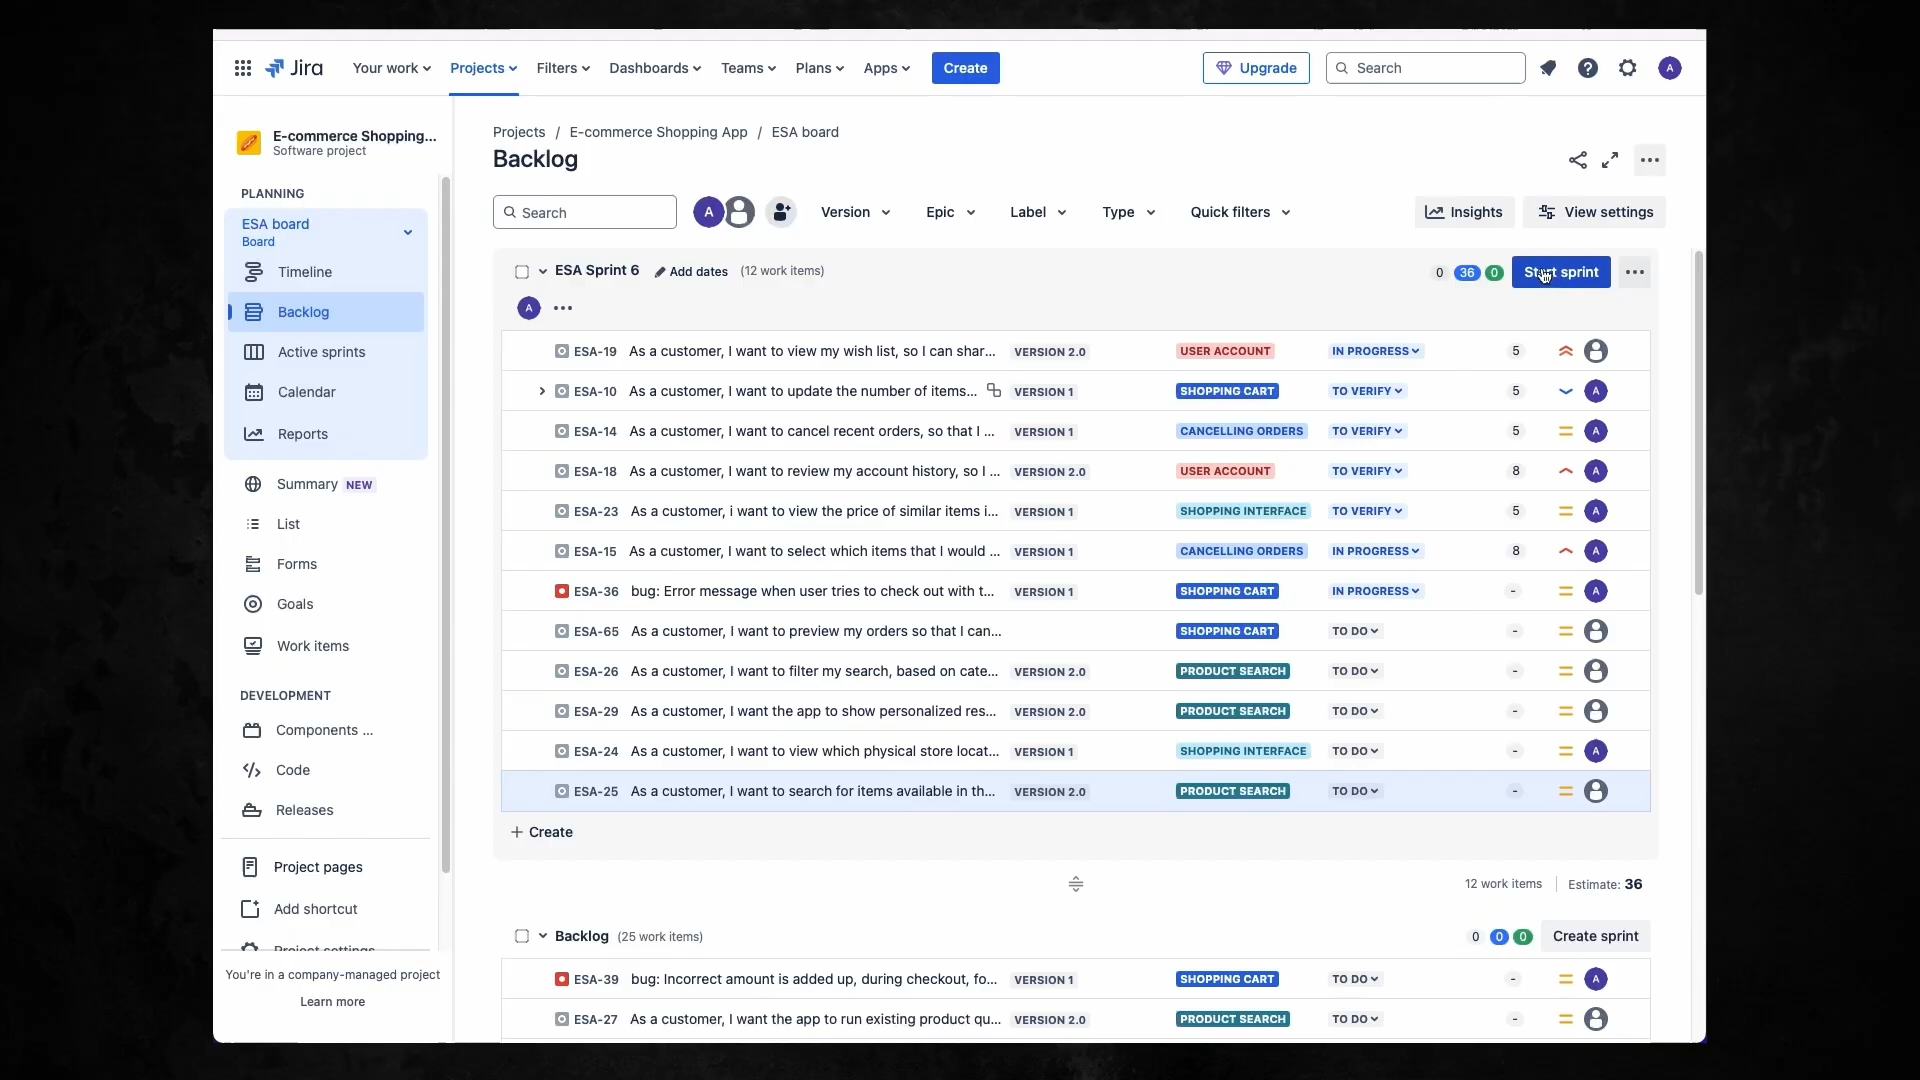 Jira
Your work
Projects
Filters
Dashboards
Teams
Plans
Apps
Create
Upgrade
Search
A
E-commerce Shopping...
Software project
PLANNING
ESA board
Board
Timeline
Backlog
Active sprints
Calendar
Reports
Summary NEW
List
Forms
Goals
Work items
DEVELOPMENT
Components ...
Code
Releases
Project pages
Add shortcut
Project settings
You're in a company-managed project
Learn more
Projects / E-commerce Shopping App / ESA board
Backlog
Search
A
Version
Epic
Label
Type
Quick filters
Insights
View settings
ESA Sprint 6 Add dates (12 work items) 0 36 0 Start sprint
A
ESA-19 As a customer, I want to view my wish list, so I can shar... VERSION 2.0 USER ACCOUNT IN PROGRESS 5
ESA-10 As a customer, I want to update the number of items... VERSION 1 SHOPPING CART TO VERIFY 5 A
ESA-14 As a customer, I want to cancel recent orders, so that I ... VERSION 1 CANCELLING ORDERS TO VERIFY 5 A
ESA-18 As a customer, I want to review my account history, so I ... VERSION 2.0 USER ACCOUNT TO VERIFY 8 A
ESA-23 As a customer, i want to view the price of similar items i... VERSION 1 SHOPPING INTERFACE TO VERIFY 5 A
ESA-15 As a customer, I want to select which items that I would ... VERSION 1 CANCELLING ORDERS IN PROGRESS 8 A
ESA-36 bug: Error message when user tries to check out with t... VERSION 1 SHOPPING CART IN PROGRESS - A
ESA-65 As a customer, I want to preview my orders so that I can... SHOPPING CART TO DO -
ESA-26 As a customer, I want to filter my search, based on cate... VERSION 2.0 PRODUCT SEARCH TO DO -
ESA-29 As a customer, I want the app to show personalized res... VERSION 2.0 PRODUCT SEARCH TO DO -
ESA-24 As a customer, I want to view which physical store locat... VERSION 1 SHOPPING INTERFACE TO DO - A
ESA-25 As a customer, I want to search for items available in th... VERSION 2.0 PRODUCT SEARCH TO DO -
+ Create
12 work items Estimate: 36
Backlog (25 work items) 0 0 0 Create sprint
ESA-39 bug: Incorrect amount is added up, during checkout, fo... VERSION 1 SHOPPING CART TO DO - A
ESA-27 As a customer, I want the app to run existing product qu... VERSION 2.0 PRODUCT SEARCH TO DO -